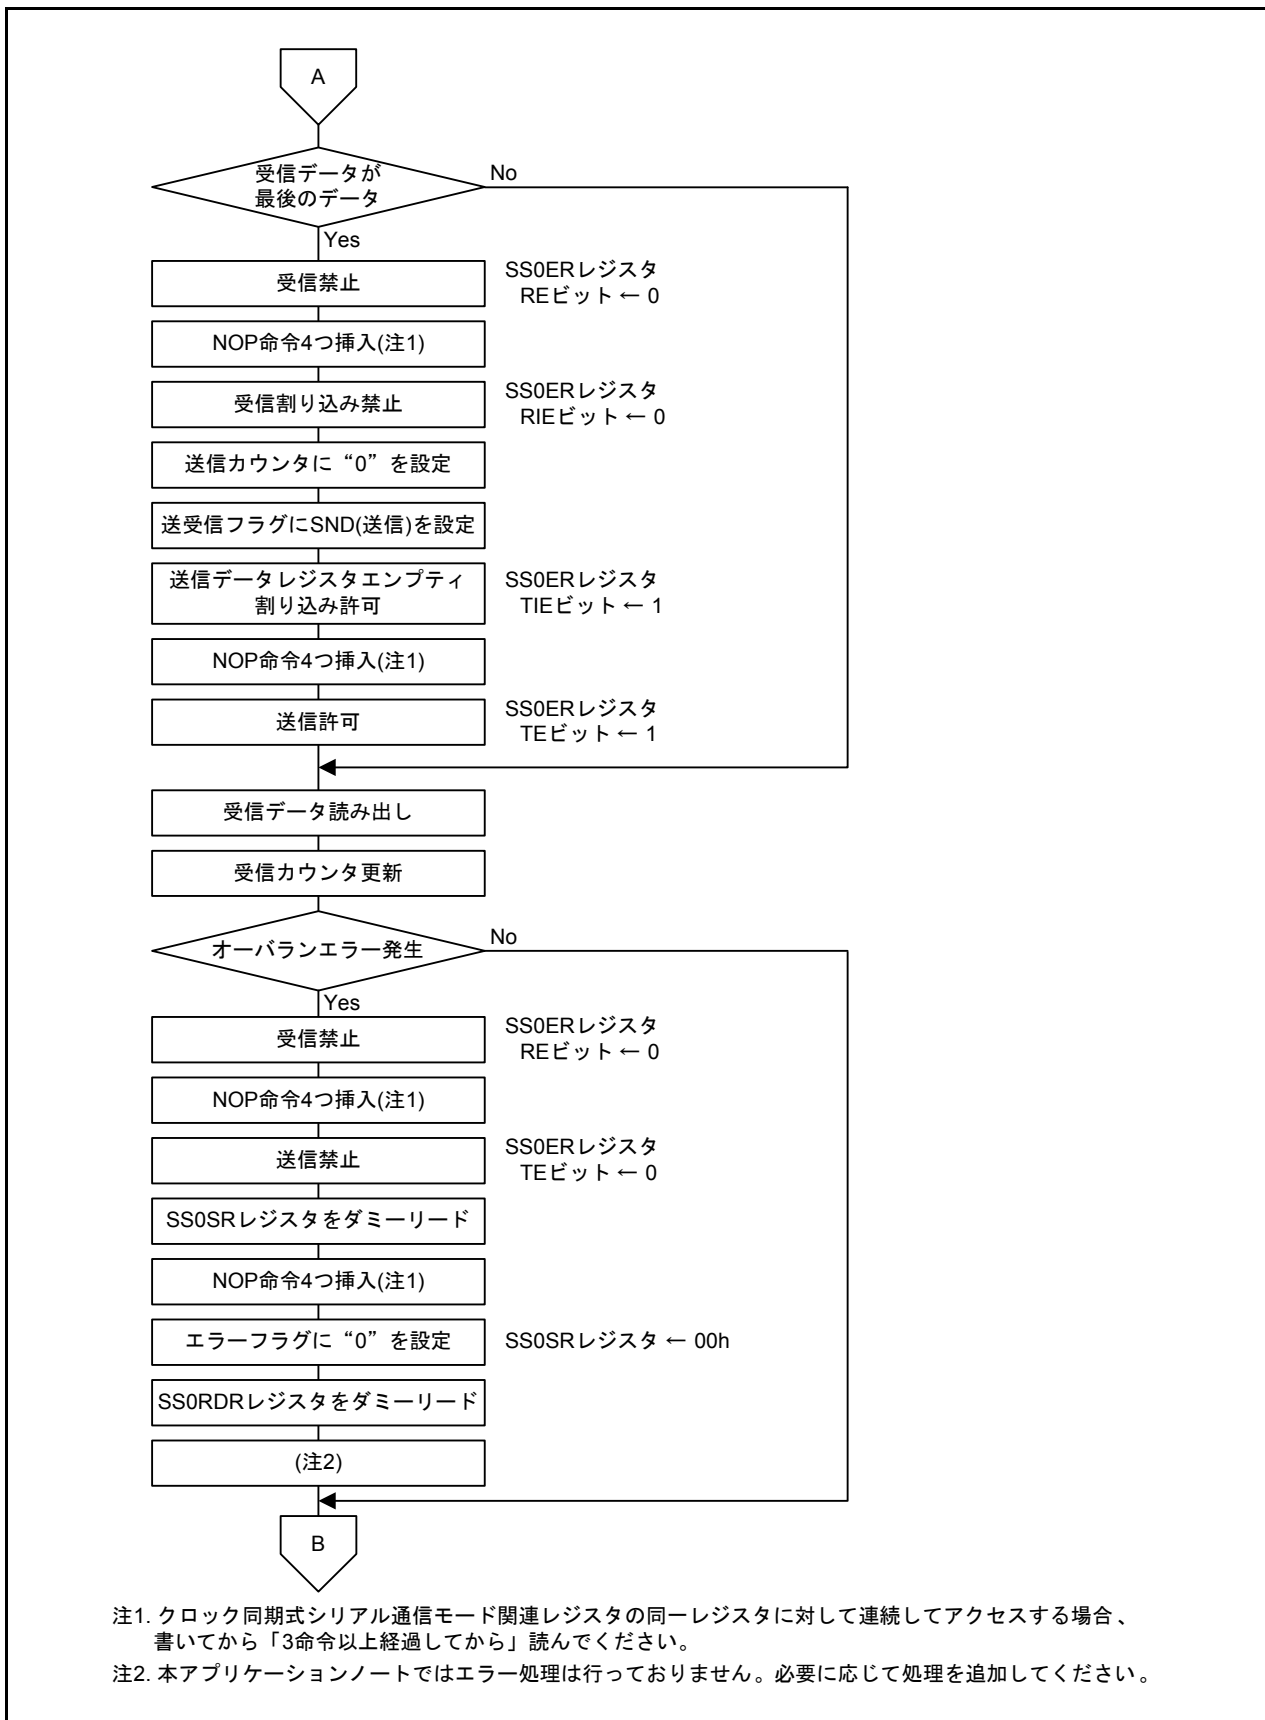 A
受信データが
最後のデータ
No
Yes
受信禁止
SS0ERレジスタ
REビット ← 0
NOP命令4つ挿入(注1)
受信割り込み禁止
SS0ERレジスタ
RIEビット ← 0
送信カウンタに“0”を設定
送受信フラグにSND(送信)を設定
送信データレジスタエンプティ
割り込み許可
SS0ERレジスタ
TIEビット ← 1
NOP命令4つ挿入(注1)
送信許可
SS0ERレジスタ
TEビット ← 1
受信データ読み出し
受信カウンタ更新
オーバランエラー発生
No
Yes
受信禁止
SS0ERレジスタ
REビット ← 0
NOP命令4つ挿入(注1)
送信禁止
SS0ERレジスタ
TEビット ← 0
SS0SRレジスタをダミーリード
NOP命令4つ挿入(注1)
エラーフラグに“0”を設定
SS0SRレジスタ ← 00h
SS0RDRレジスタをダミーリード
(注2)
B
注1. クロック同期式シリアル通信モード関連レジスタの同一レジスタに対して連続してアクセスする場合、
書いてから「3命令以上経過してから」読んでください。
注2. 本アプリケーションノートではエラー処理は行っておりません。必要に応じて処理を追加してください。